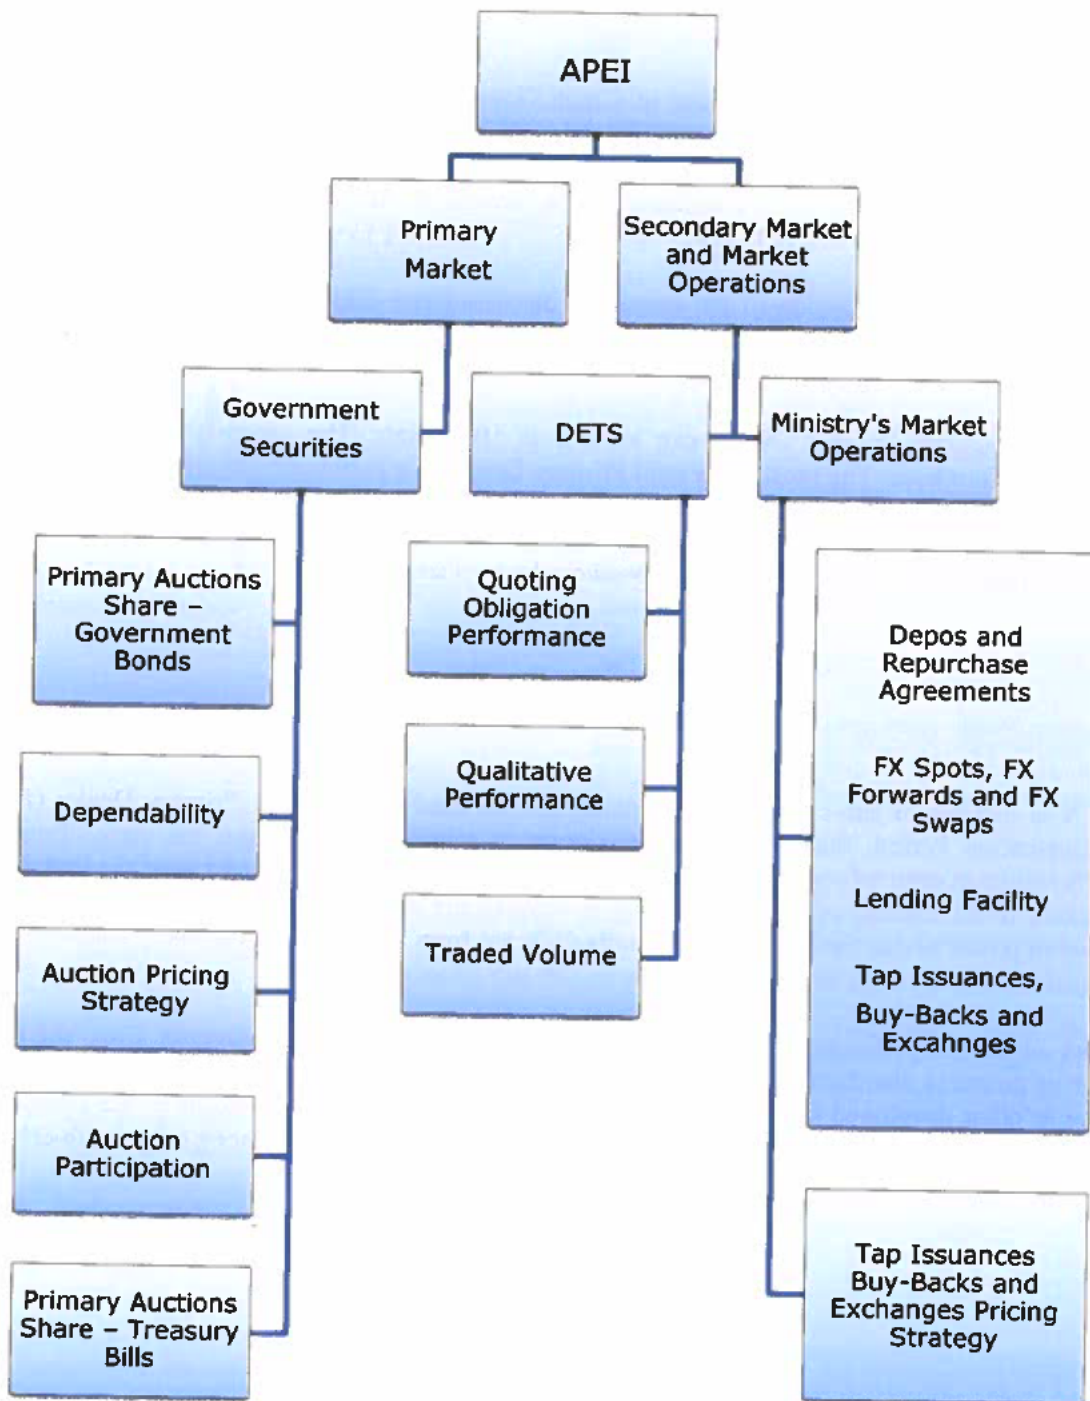 APEI
Primary
Market
Secondary Market
and Market
Operations
Government
Securities
DETS
Ministry's Market
Operations
Primary Auctions
Share –
Government
Bonds
Dependability
Auction Pricing
Strategy
Auction
Participation
Primary Auctions
Share – Treasury
Bills
Quoting
Obligation
Performance
Qualitative
Performance
Traded Volume
Depos and
Repurchase
Agreements
FX Spots, FX
Forwards and FX
Swaps
Lending Facility
Tap Issuances,
Buy-Backs and
Excahnges
Tap Issuances
Buy-Backs and
Exchanges Pricing
Strategy